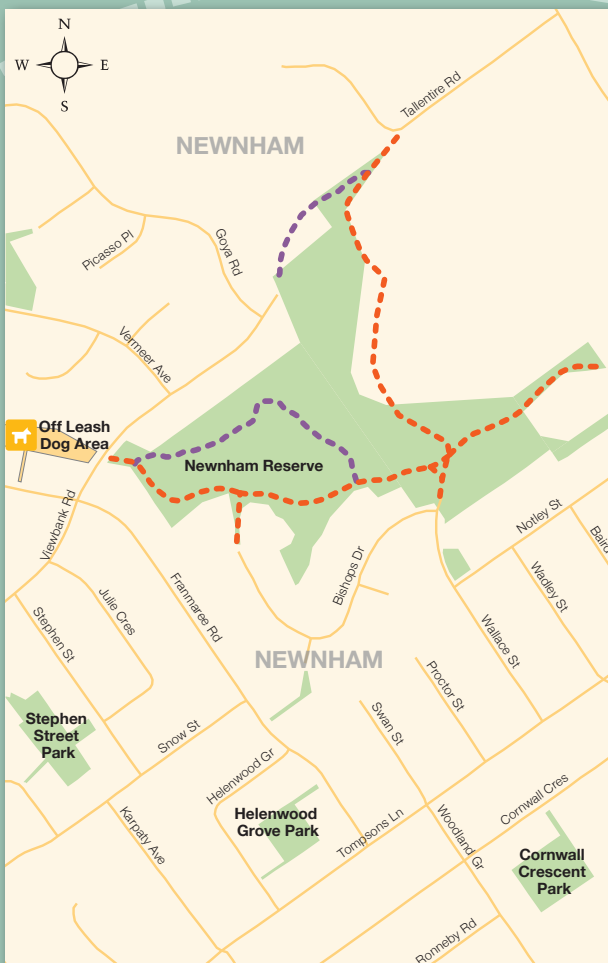 N
W E
S
Tallentire Rd
NEWNHAM
Goya Rd
Picasso Pl
Vermeer Ave
Off Leash
Dog Area
Newnham Reserve
Viewbank Rd
Notley St
Baird
Bishops Dr
Wadley St
Franmaree Rd
Julie Cres
Stephen St
Wallace St
NEWNHAM
Proctor St
Swan St
Stephen
Street
Park
Snow St
Helenwood Gr
Cornwall Cres
Helenwood
Grove Park
Tompsons Ln
Woodland Gr
Karpaty Ave
Cornwall
Crescent
Park
Ronneby Rd